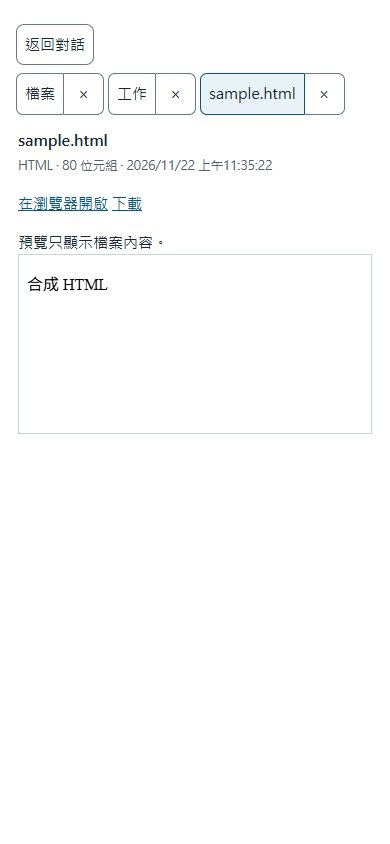 返回對話
檔案 × 工作 × sample.html ×
sample.html
HTML · 80 位元組 · 2026/11/22 上午11:35:22
在瀏覽器開啟 下載
預覽只顯示檔案內容。
合成 HTML